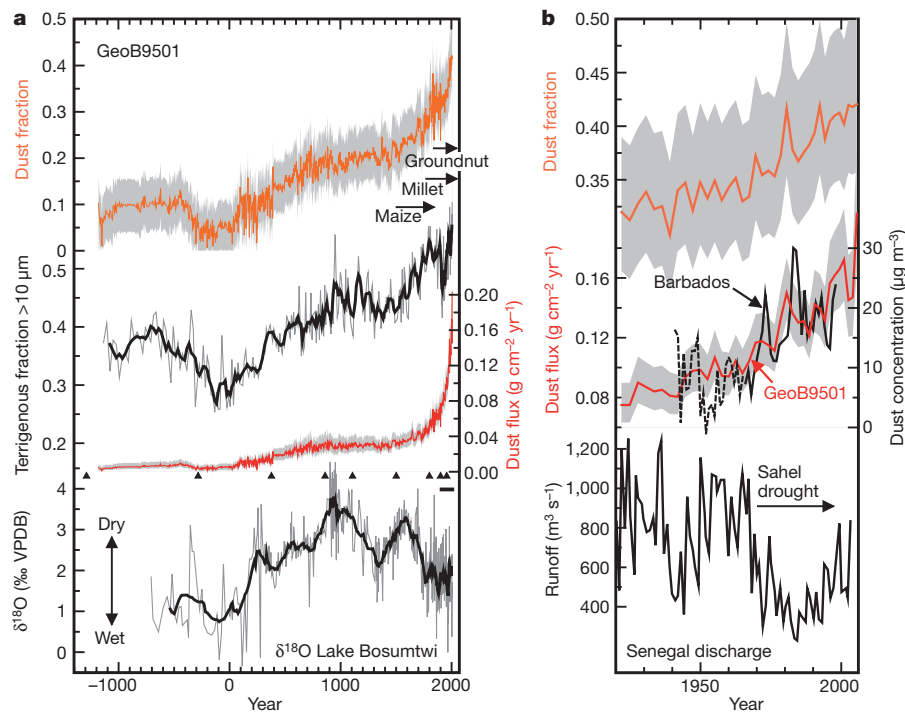 a
GeoB9501
Dust fraction
0.5
0.4
0.3
0.2
0.1
0
Groundnut
Millet
Maize
Terrigenous fraction >10 µm
0.5
0.4
0.3
0.2
Dust flux (g cm⁻² yr⁻¹)
0.20
0.16
0.12
0.08
0.04
0.00
δ¹⁸O (‰ VPDB)
4
3
2
1
0
Dry
Wet
δ¹⁸O Lake Bosumtwi
−1000 0 1000 2000
Year
b
Dust fraction
0.50
0.45
0.40
0.35
Dust flux (g cm⁻² yr⁻¹)
0.16
0.12
0.08
Barbados
GeoB9501
Dust concentration (µg m⁻³)
30
20
10
0
Runoff (m³ s⁻¹)
1,200
1,000
800
600
400
Sahel
drought
Senegal discharge
1950 2000
Year